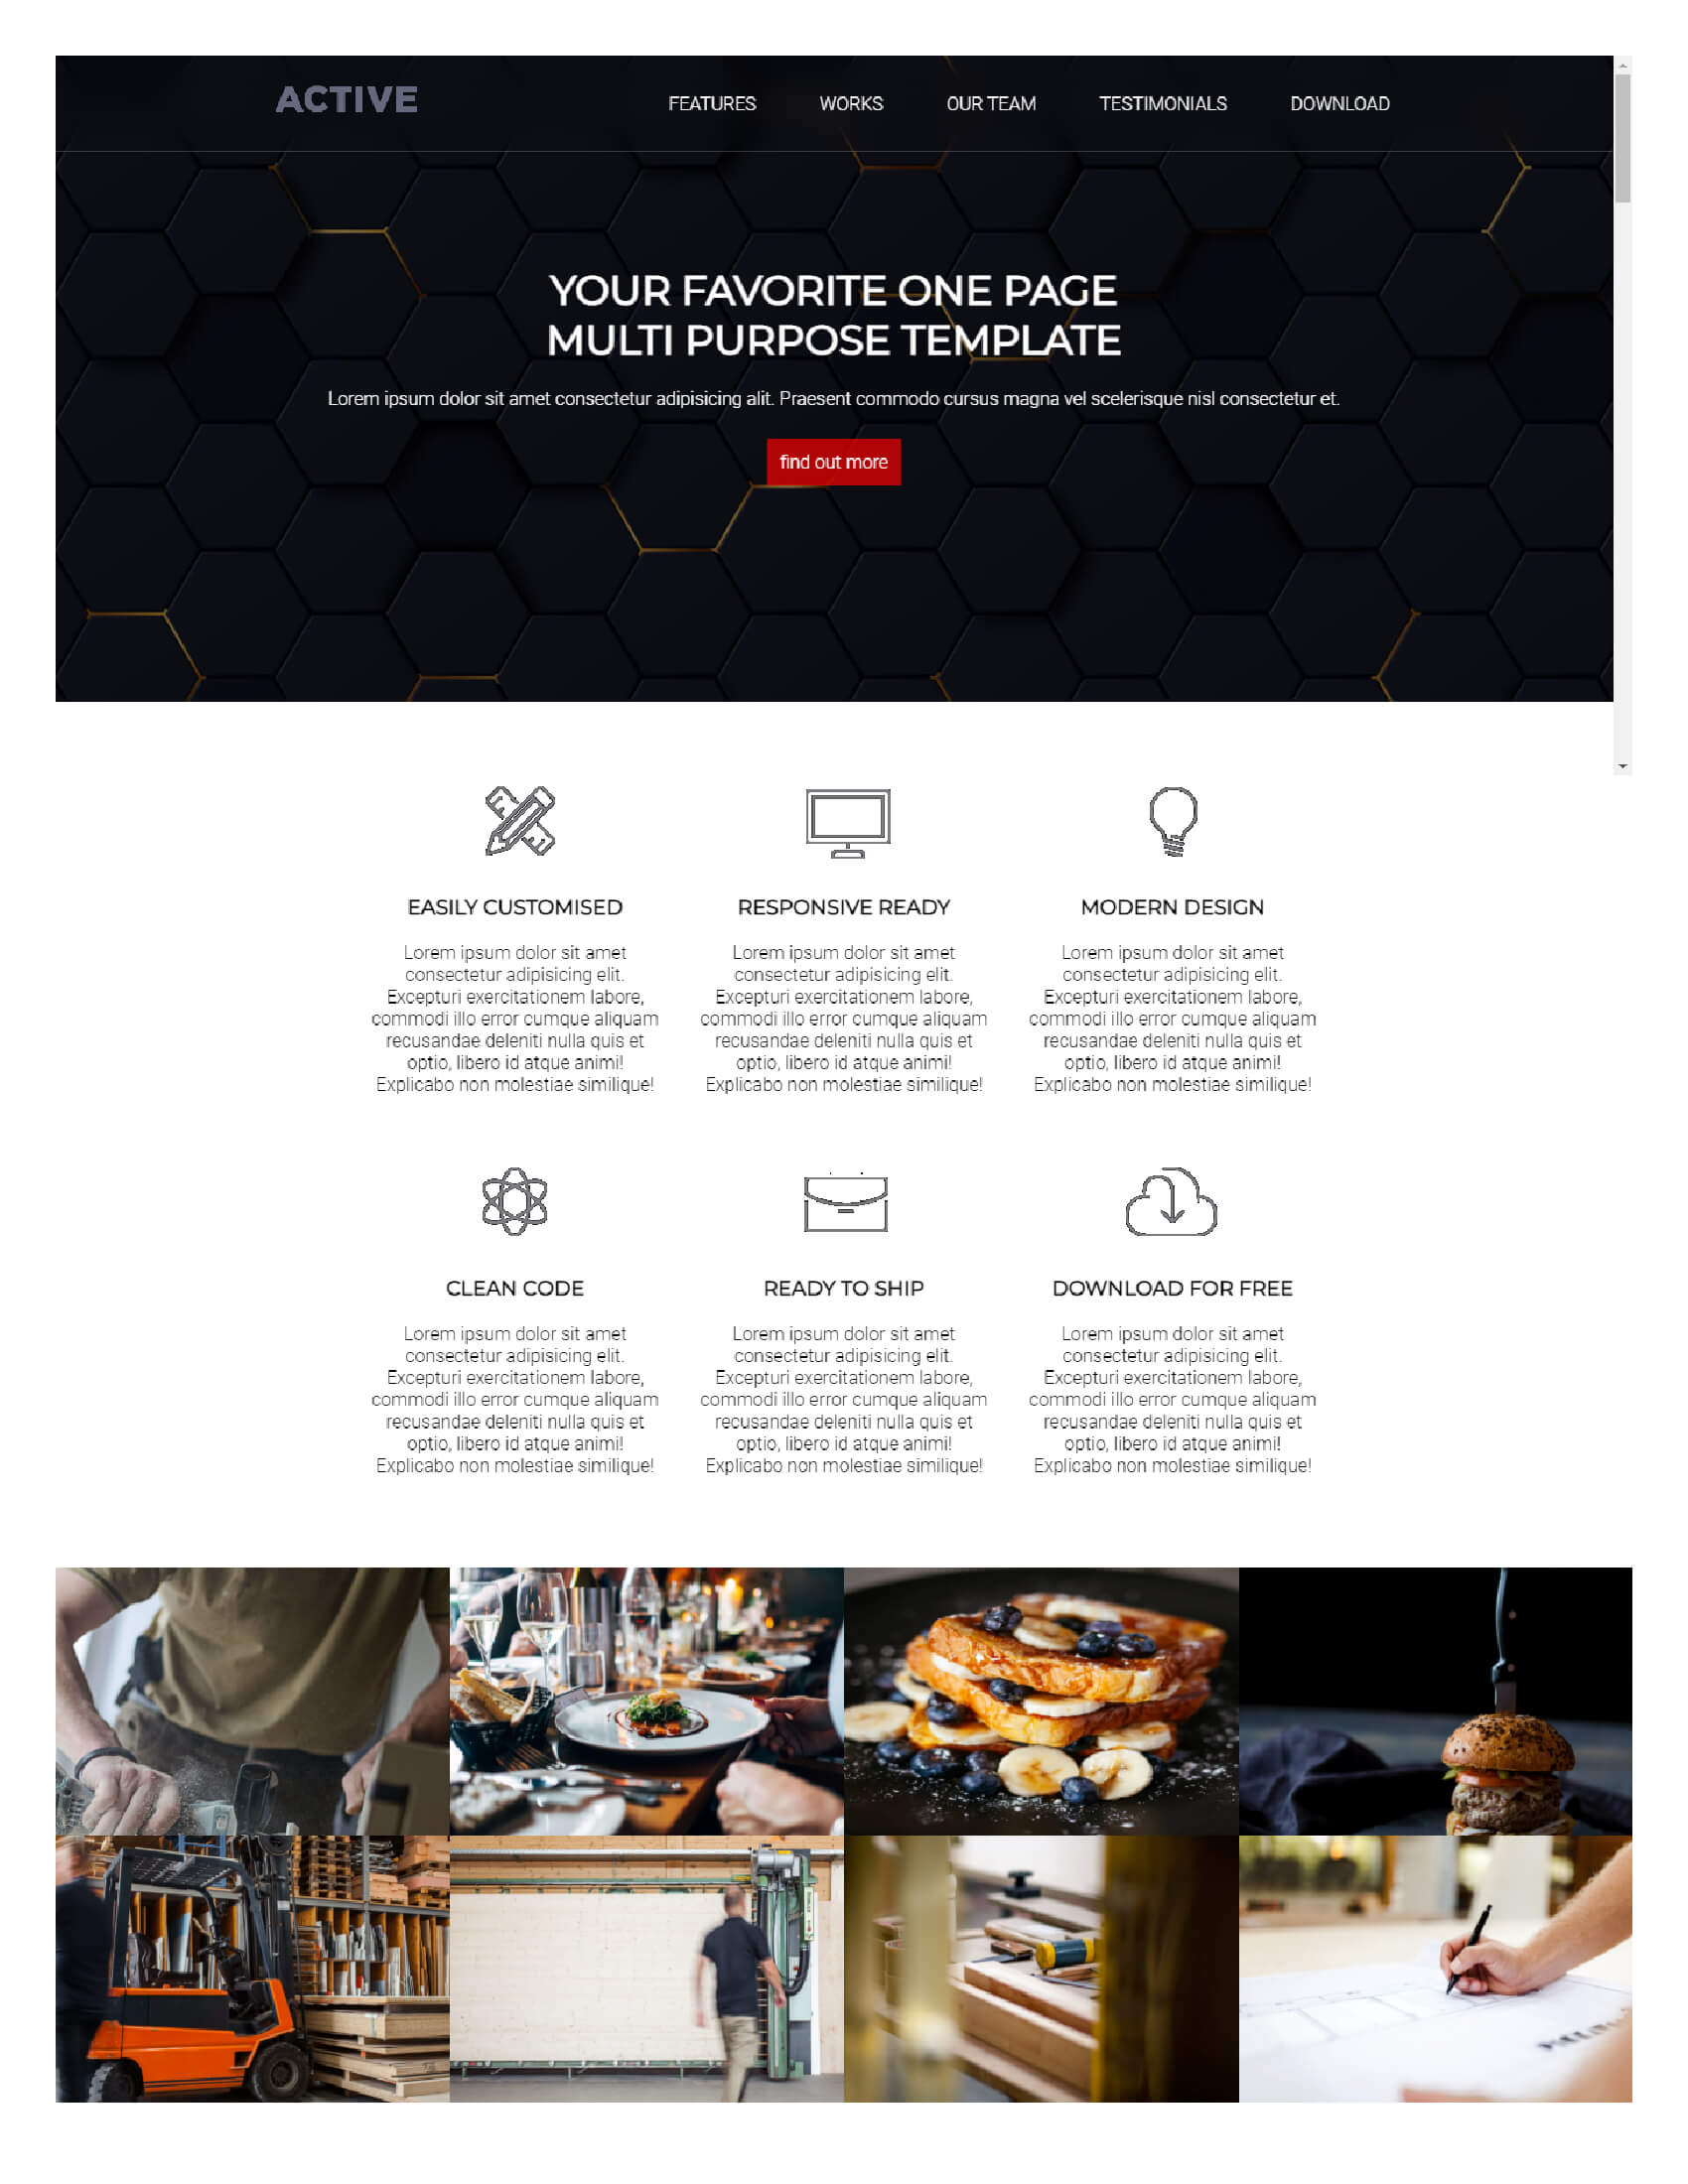 ACTIVE
FEATURES WORKS OUR TEAM TESTIMONIALS DOWNLOAD
YOUR FAVORITE ONE PAGE
MULTI PURPOSE TEMPLATE
Lorem ipsum dolor sit amet consectetur adipisicing alit. Praesent commodo cursus magna vel scelerisque nisl consectetur et.
find out more
EASILY CUSTOMISED
Lorem ipsum dolor sit amet
consectetur adipisicing elit.
Excepturi exercitationem labore,
commodi illo error cumque aliquam
recusandae deleniti nulla quis et
optio, libero id atque animi!
Explicabo non molestiae similique!
RESPONSIVE READY
Lorem ipsum dolor sit amet
consectetur adipisicing elit.
Excepturi exercitationem labore,
commodi illo error cumque aliquam
recusandae deleniti nulla quis et
optio, libero id atque animi!
Explicabo non molestiae similique!
MODERN DESIGN
Lorem ipsum dolor sit amet
consectetur adipisicing elit.
Excepturi exercitationem labore,
commodi illo error cumque aliquam
recusandae deleniti nulla quis et
optio, libero id atque animi!
Explicabo non molestiae similique!
CLEAN CODE
Lorem ipsum dolor sit amet
consectetur adipisicing elit.
Excepturi exercitationem labore,
commodi illo error cumque aliquam
recusandae deleniti nulla quis et
optio, libero id atque animi!
Explicabo non molestiae similique!
READY TO SHIP
Lorem ipsum dolor sit amet
consectetur adipisicing elit.
Excepturi exercitationem labore,
commodi illo error cumque aliquam
recusandae deleniti nulla quis et
optio, libero id atque animi!
Explicabo non molestiae similique!
DOWNLOAD FOR FREE
Lorem ipsum dolor sit amet
consectetur adipisicing elit.
Excepturi exercitationem labore,
commodi illo error cumque aliquam
recusandae deleniti nulla quis et
optio, libero id atque animi!
Explicabo non molestiae similique!